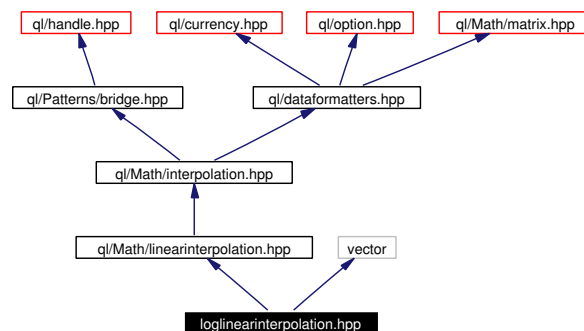 ql/handle.hpp
ql/currency.hpp
ql/option.hpp
ql/Math/matrix.hpp
ql/Patterns/bridge.hpp
ql/dataformatters.hpp
ql/Math/interpolation.hpp
ql/Math/linearinterpolation.hpp
vector
loglinearinterpolation.hpp